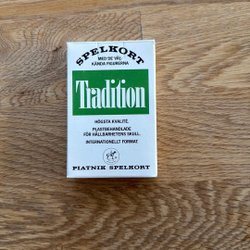 SPELKORT
MED DE VÄL
KÄNDA FIGURERNA
Tradition
HÖGSTA KVALITÉ.
PLASTBEHANDLADE
FÖR HÅLLBARHETENS SKULL.
INTERNATIONELLT FORMAT
PIATNIK SPELKORT